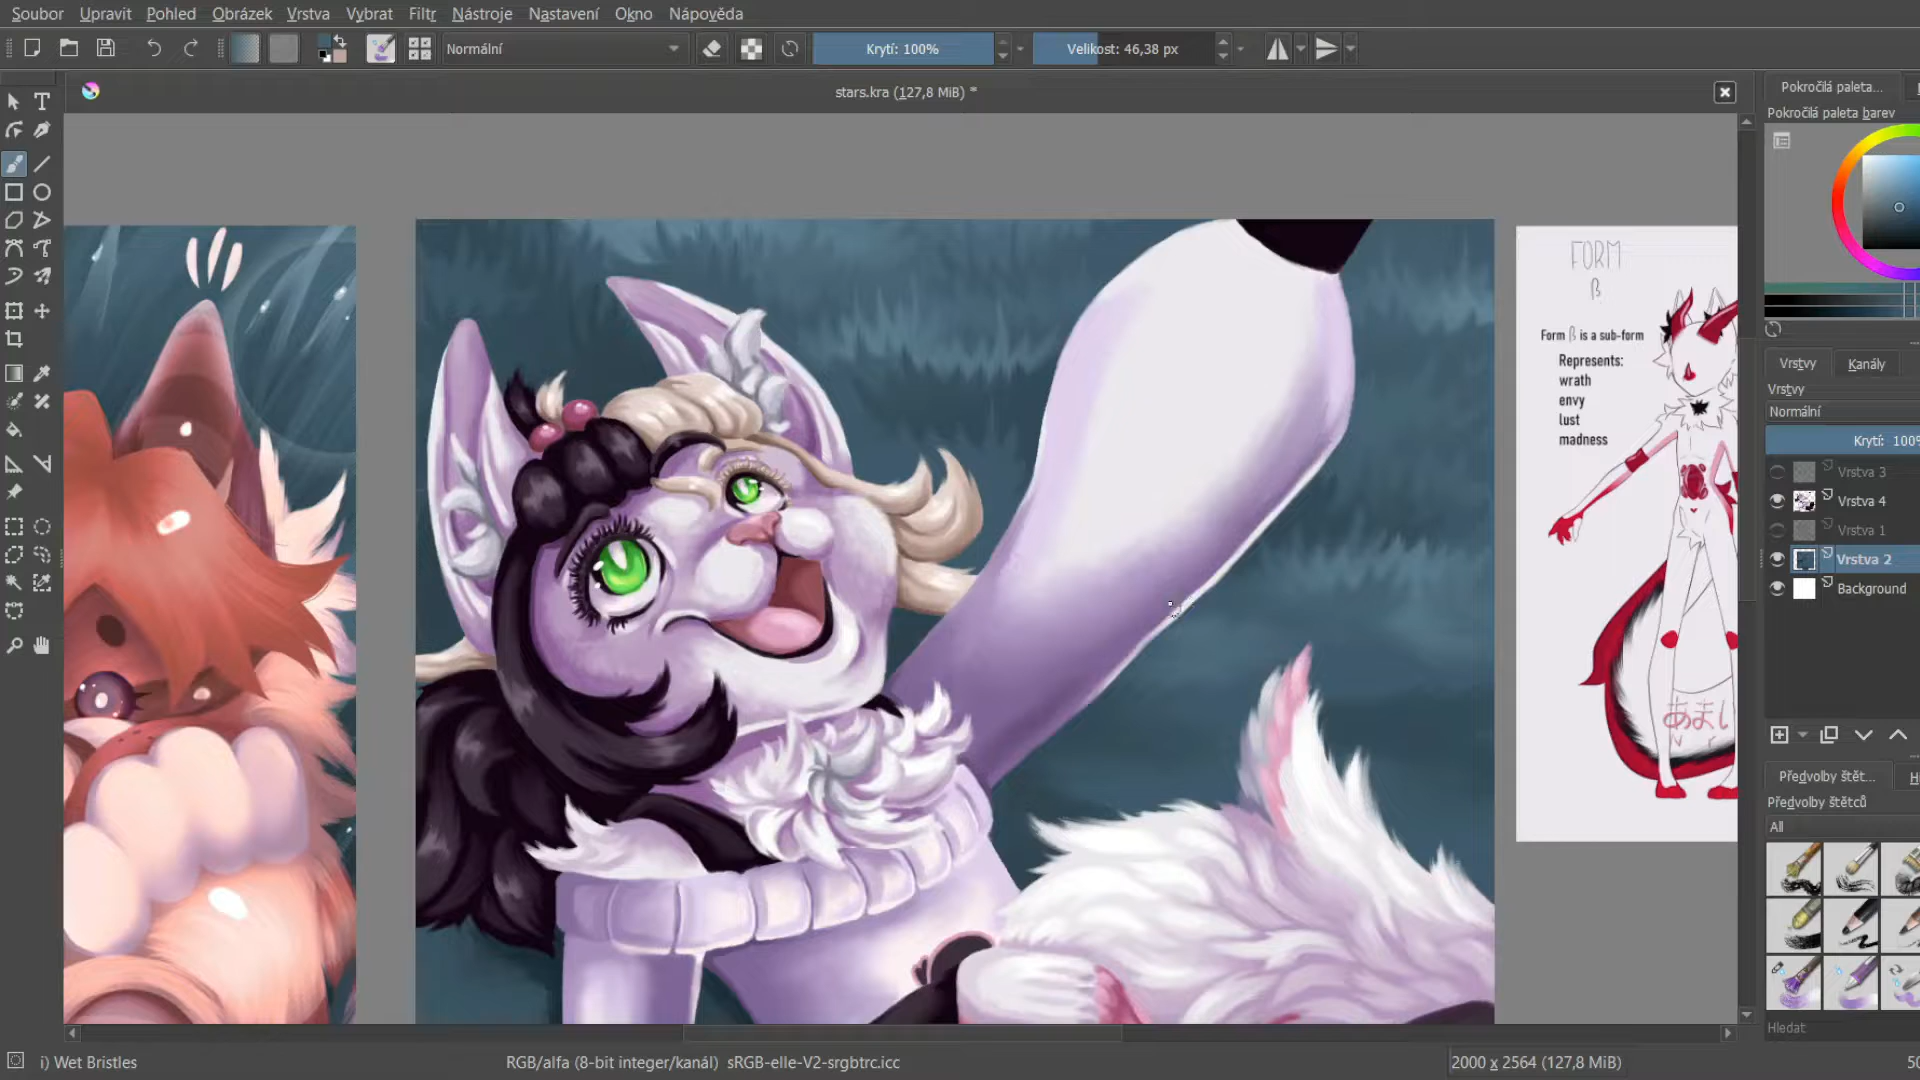 Soubor Upravit Pohled Obrázek Vrstva Vybrat Filtr Nástroje Nastavení Okno Nápověda
Normální
Krytí: 100%
Velikost: 46,38 px
stars.kra (127,8 MiB) *
FORM
β
Form β is a sub-form
Represents:
wrath
envy
lust
madness
あまし
Pokročilá paleta...
Pokročilá paleta barev
Vrstvy Kanály
Vrstvy
Normální
Krytí: 100%
Vrstva 3
Vrstva 4
Vrstva 1
Vrstva 2
Background
Předvolby štět...
Předvolby štětců
All
Hledat
i) Wet Bristles
RGB/alfa (8-bit integer/kanál) sRGB-elle-V2-srgbtrc.icc
2000 x 2564 (127,8 MiB)